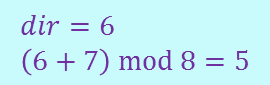 dir = 6
(6 + 7) mod 8 = 5